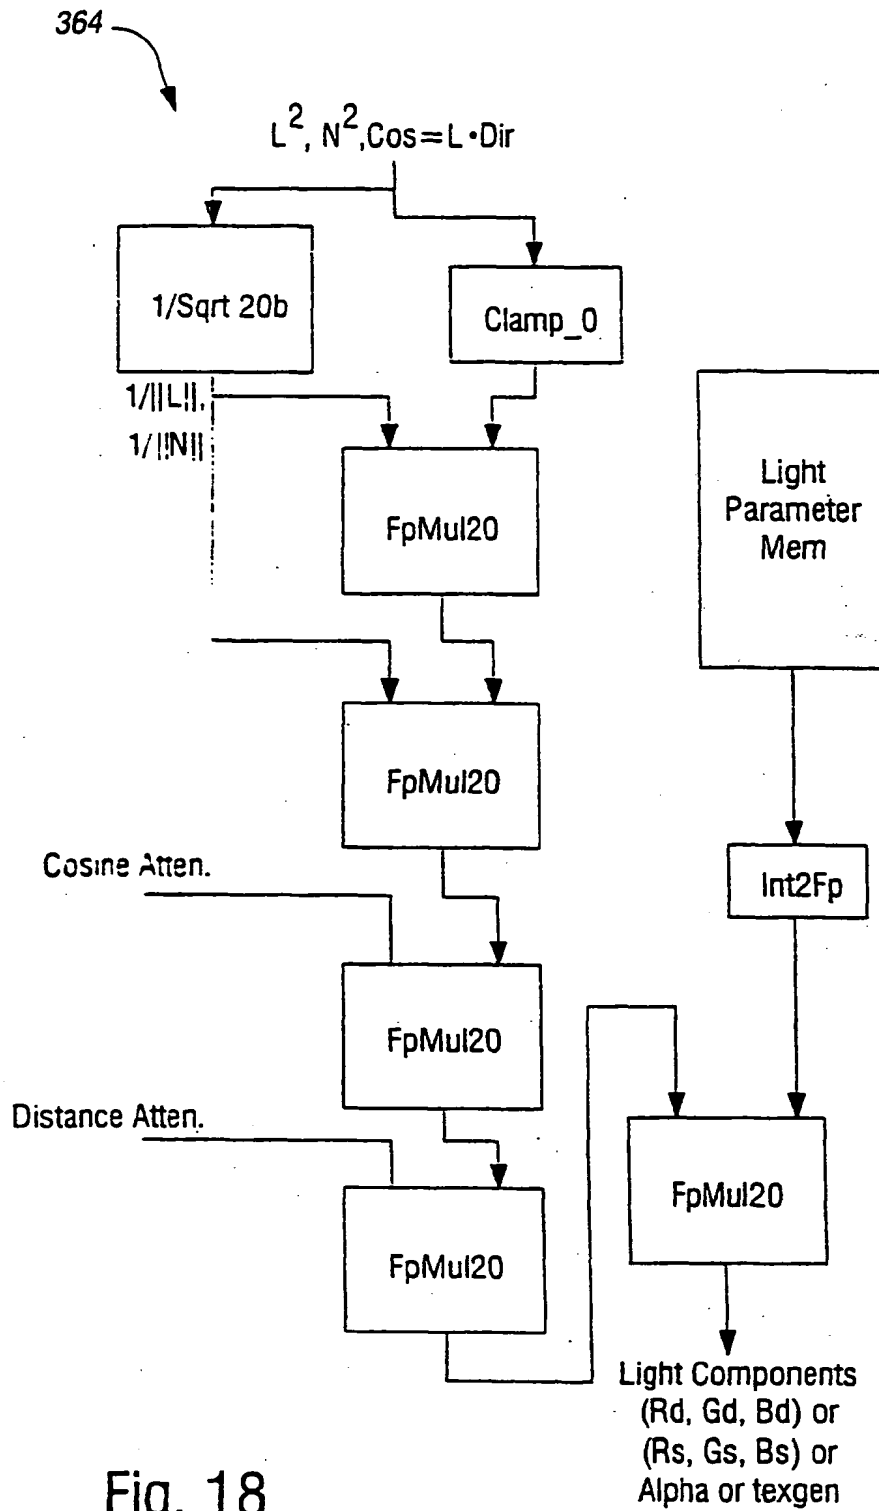 364
L², N²,Cos=L•Dir
1/Sqrt 20b
Clamp_0
1/||L||,
1/||N||
FpMul20
Light
Parameter
Mem
FpMul20
Cosine Atten.
Int2Fp
FpMul20
Distance Atten.
FpMul20
FpMul20
Light Components
(Rd, Gd, Bd) or
(Rs, Gs, Bs) or
Alpha or texgen
Fig. 18